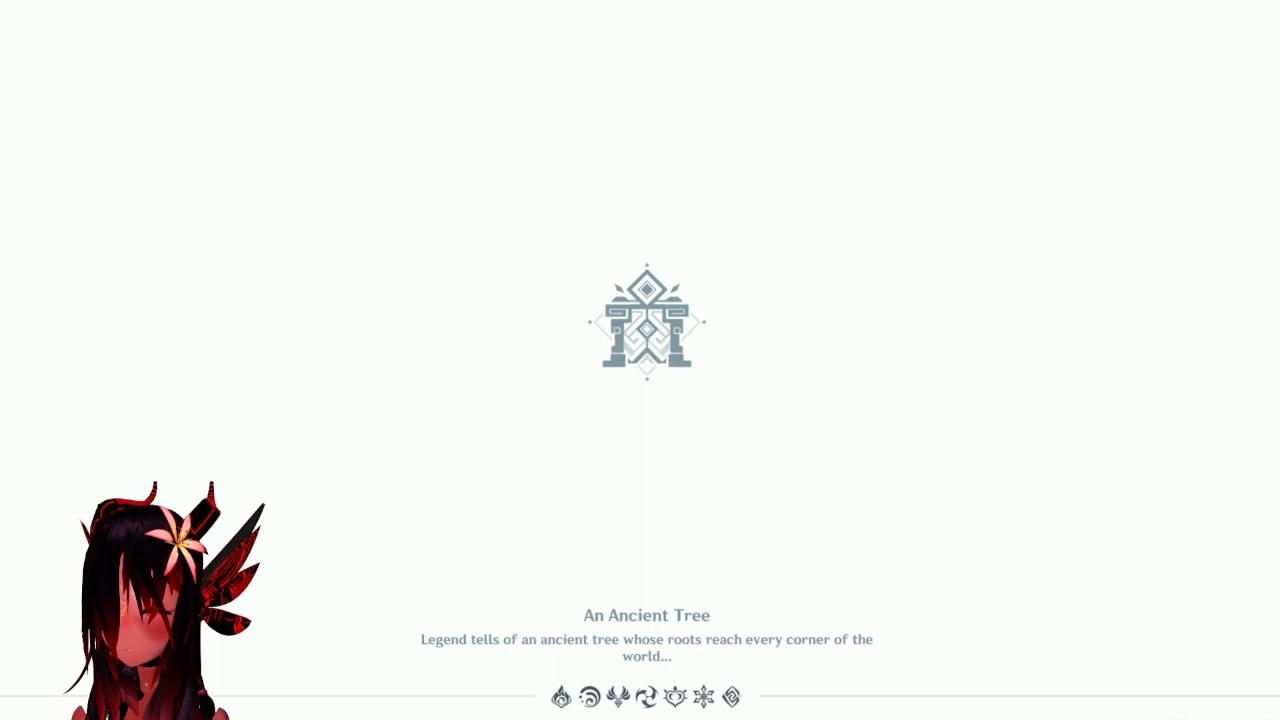 An Ancient Tree
Legend tells of an ancient tree whose roots reach every corner of the
world...